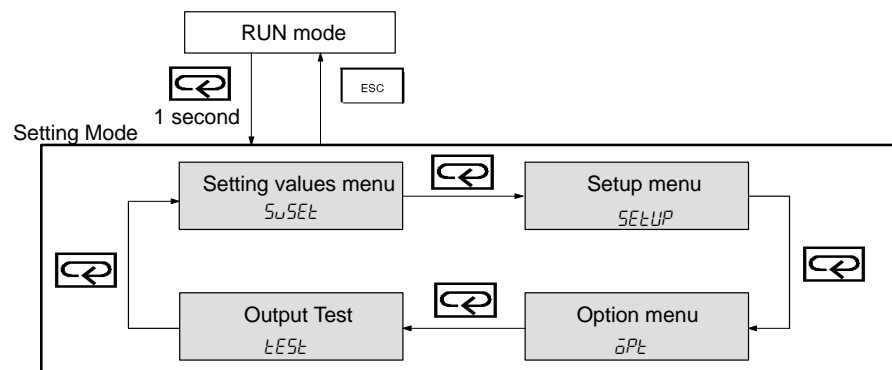 RUN mode
ESC
1 second
Setting Mode
Setting values menu
SvSEt
Setup menu
SEtUP
Output Test
tESt
Option menu
oPt